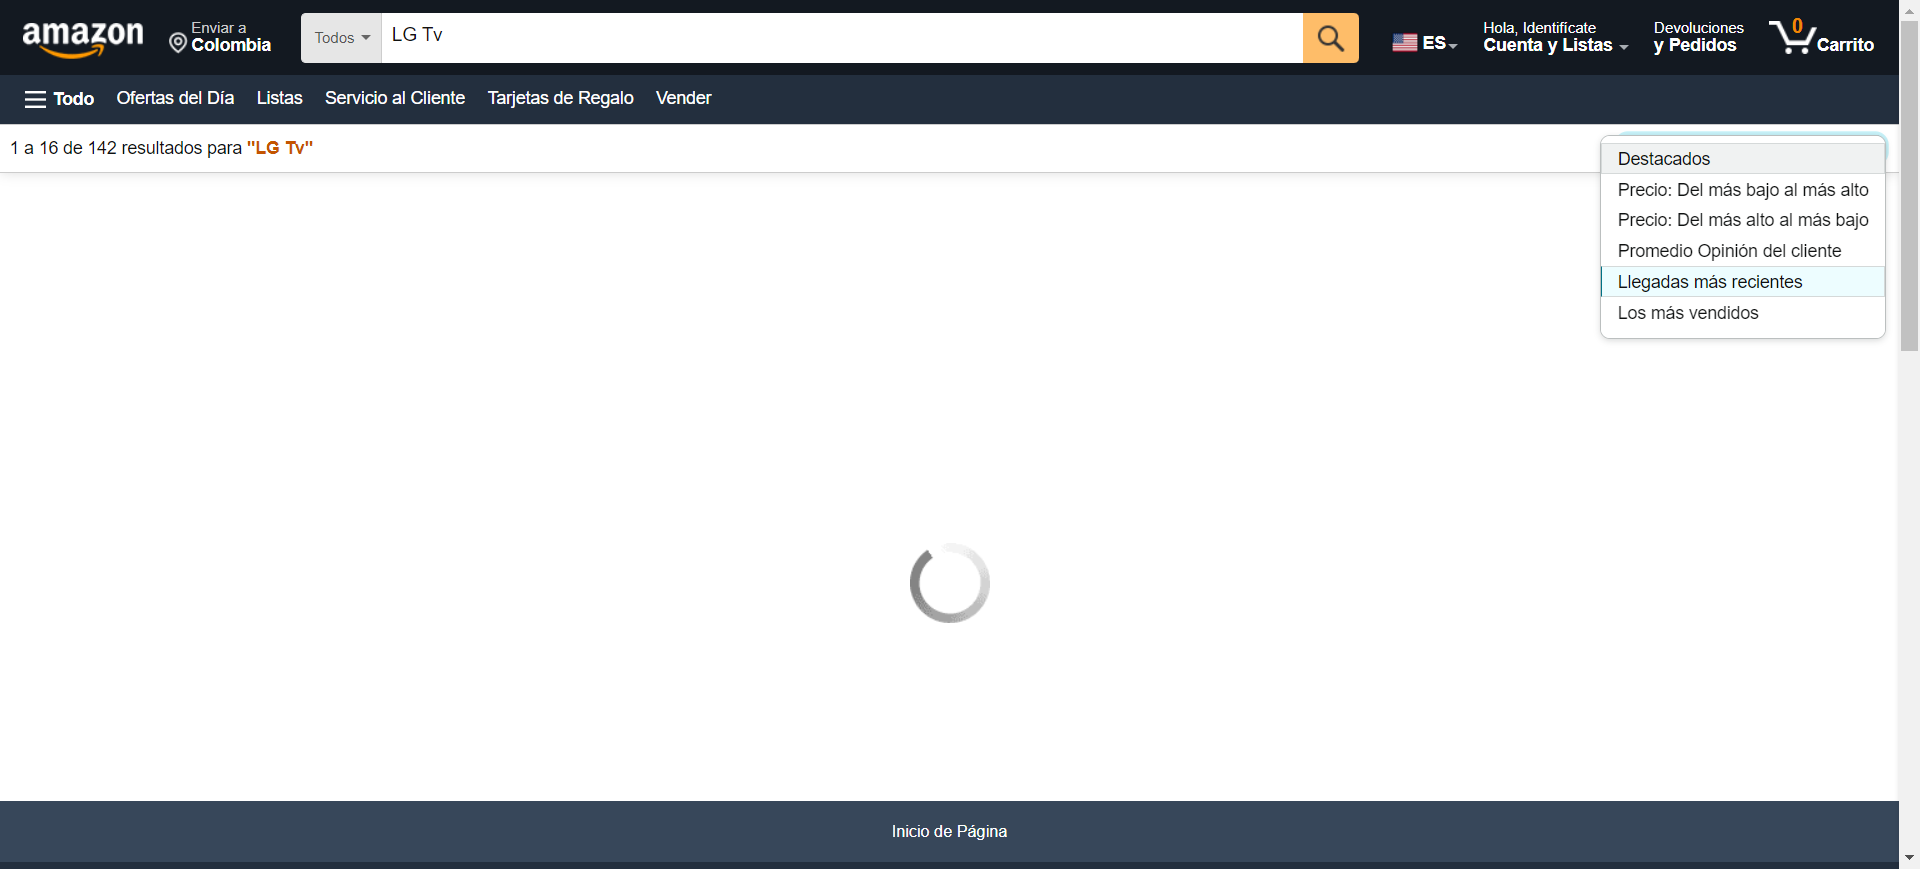 amazon
Enviar a
Colombia
Todos
LG Tv
ES
Hola, Identifícate
Cuenta y Listas
Devoluciones
y Pedidos
0
Carrito
Todo
Ofertas del Día
Listas
Servicio al Cliente
Tarjetas de Regalo
Vender
1 a 16 de 142 resultados para "LG Tv"
Destacados
Precio: Del más bajo al más alto
Precio: Del más alto al más bajo
Promedio Opinión del cliente
Llegadas más recientes
Los más vendidos
Inicio de Página